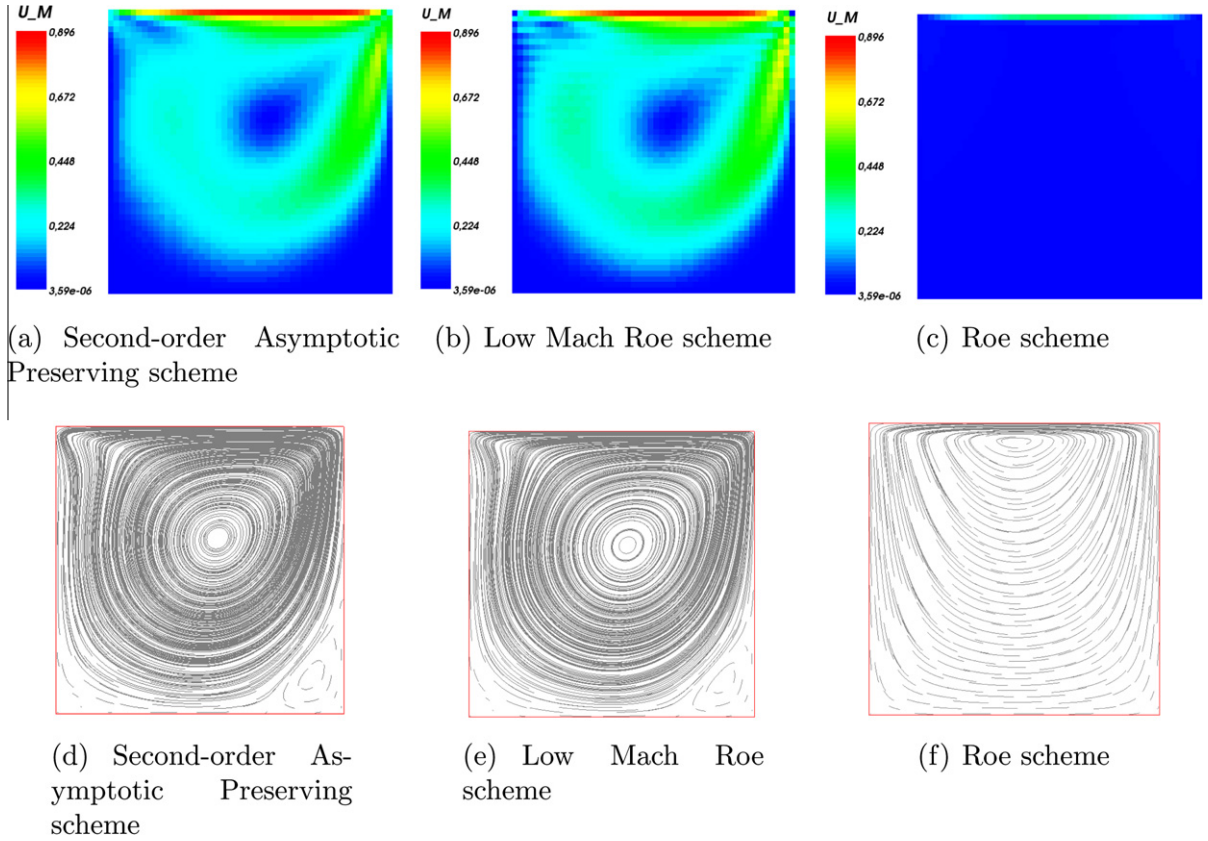 U_M
0,896
0,672
0,448
0,224
3,59e-06
(a) Second-order Asymptotic
Preserving scheme
U_M
0,896
0,672
0,448
0,224
3,59e-06
(b) Low Mach Roe scheme
U_M
0,896
0,672
0,448
0,224
3,59e-06
(c) Roe scheme
(d) Second-order As-
ymptotic Preserving
scheme
(e) Low Mach Roe
scheme
(f) Roe scheme